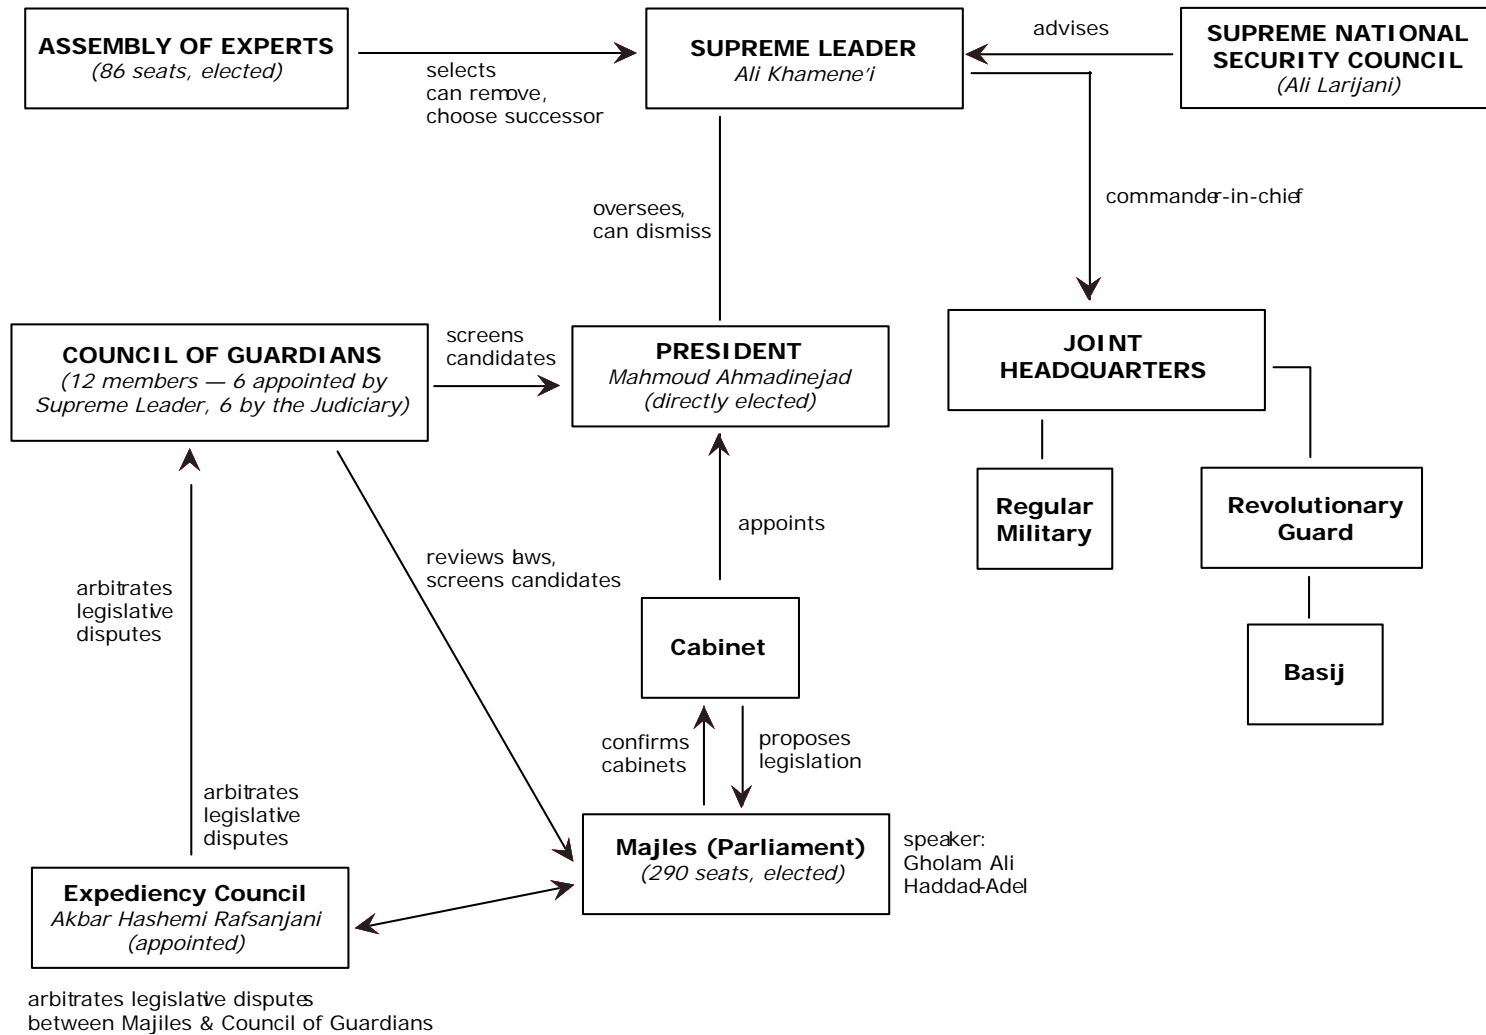 ASSEMBLY OF EXPERTS
(86 seats, elected)
selects
can remove,
choose successor
SUPREME LEADER
Ali Khamene'i
advises
SUPREME NATIONAL
SECURITY COUNCIL
(Ali Larijani)
oversees,
can dismiss
commander-in-chief
COUNCIL OF GUARDIANS
(12 members — 6 appointed by
Supreme Leader, 6 by the Judiciary)
screens
candidates
PRESIDENT
Mahmoud Ahmadinejad
(directly elected)
JOINT
HEADQUARTERS
Regular
Military
Revolutionary
Guard
Basij
appoints
reviews laws,
screens candidates
arbitrates
legislative
disputes
Cabinet
confirms
cabinets
proposes
legislation
arbitrates
legislative
disputes
Majles (Parliament)
(290 seats, elected)
speaker:
Gholam Ali
Haddad-Adel
Expediency Council
Akbar Hashemi Rafsanjani
(appointed)
arbitrates legislative disputes
between Majiles & Council of Guardians